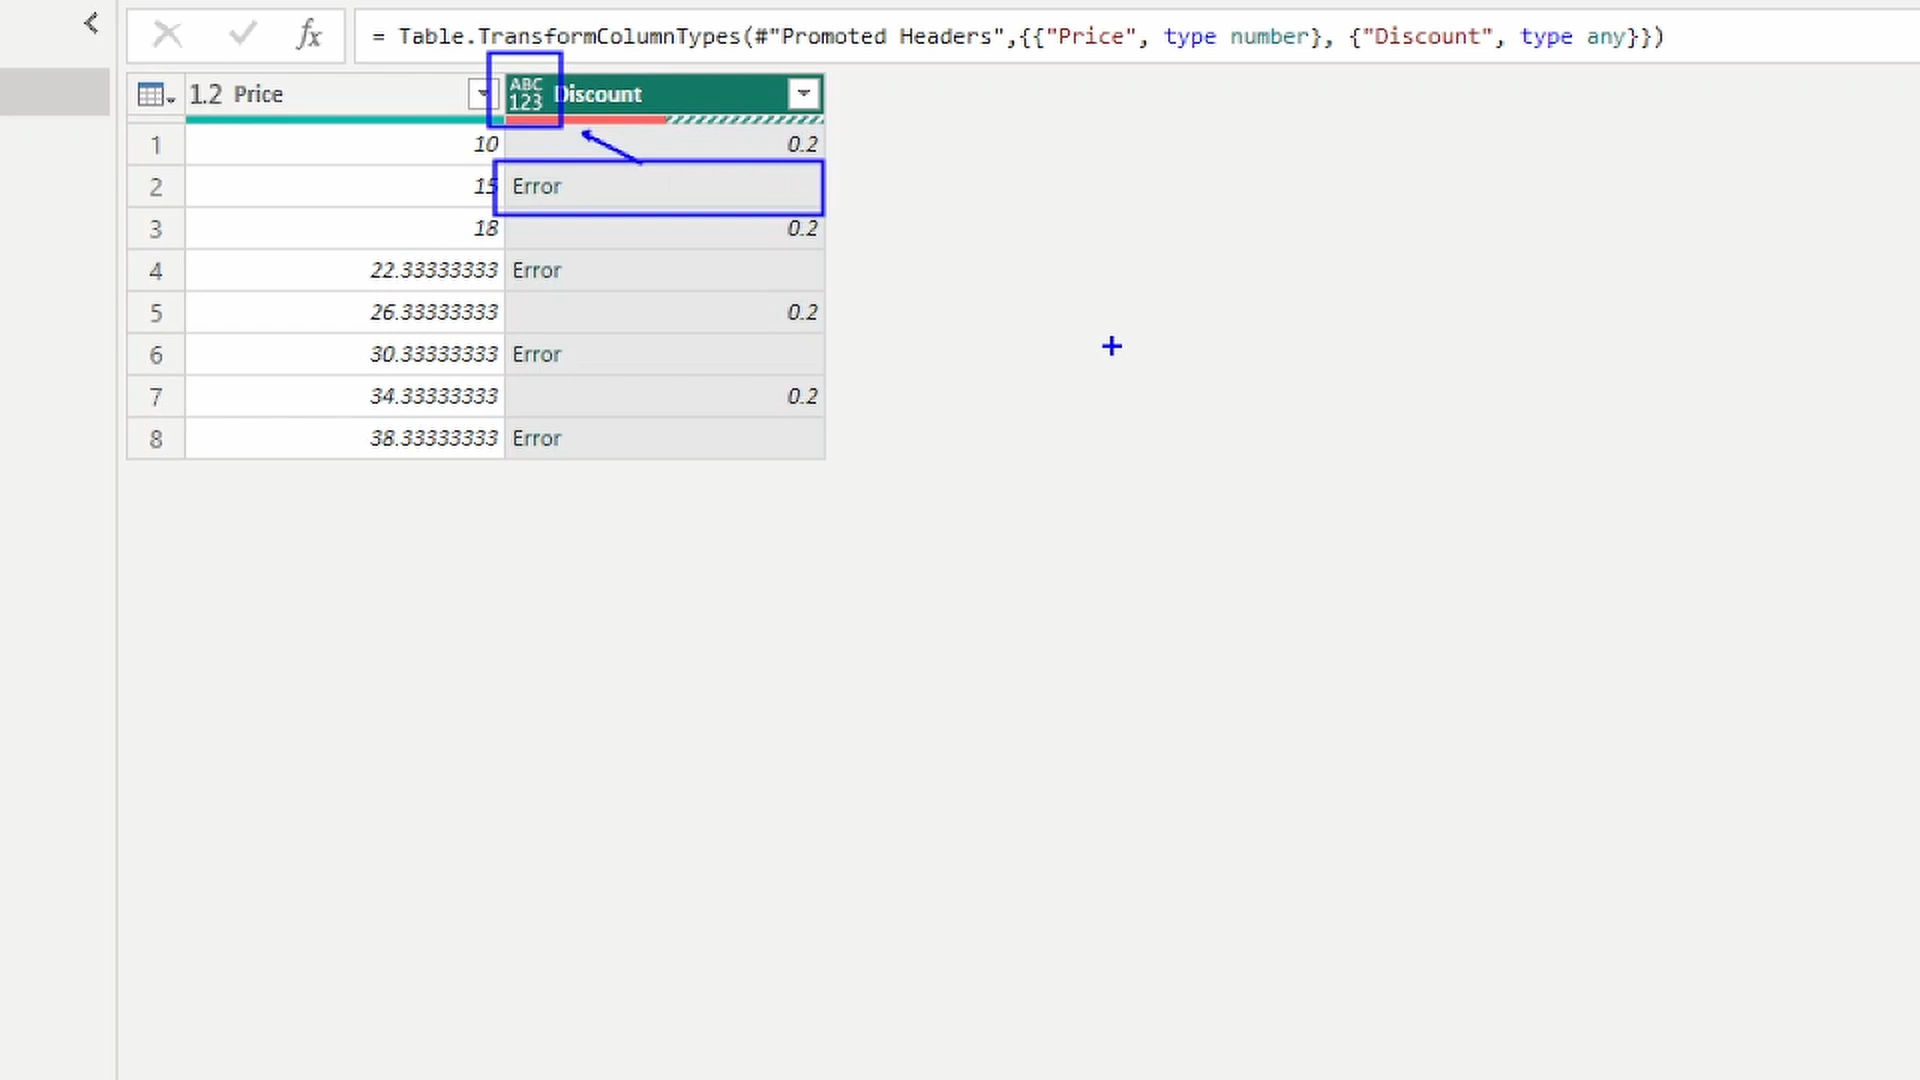 fx = Table.TransformColumnTypes(#"Promoted Headers",{{"Price", type number}, {"Discount", type any}})
1.2 Price ABC 123 Discount
1 10 0.2
2 15 Error
3 18 0.2
4 22.33333333 Error
5 26.33333333 0.2
6 30.33333333 Error
7 34.33333333 0.2
8 38.33333333 Error